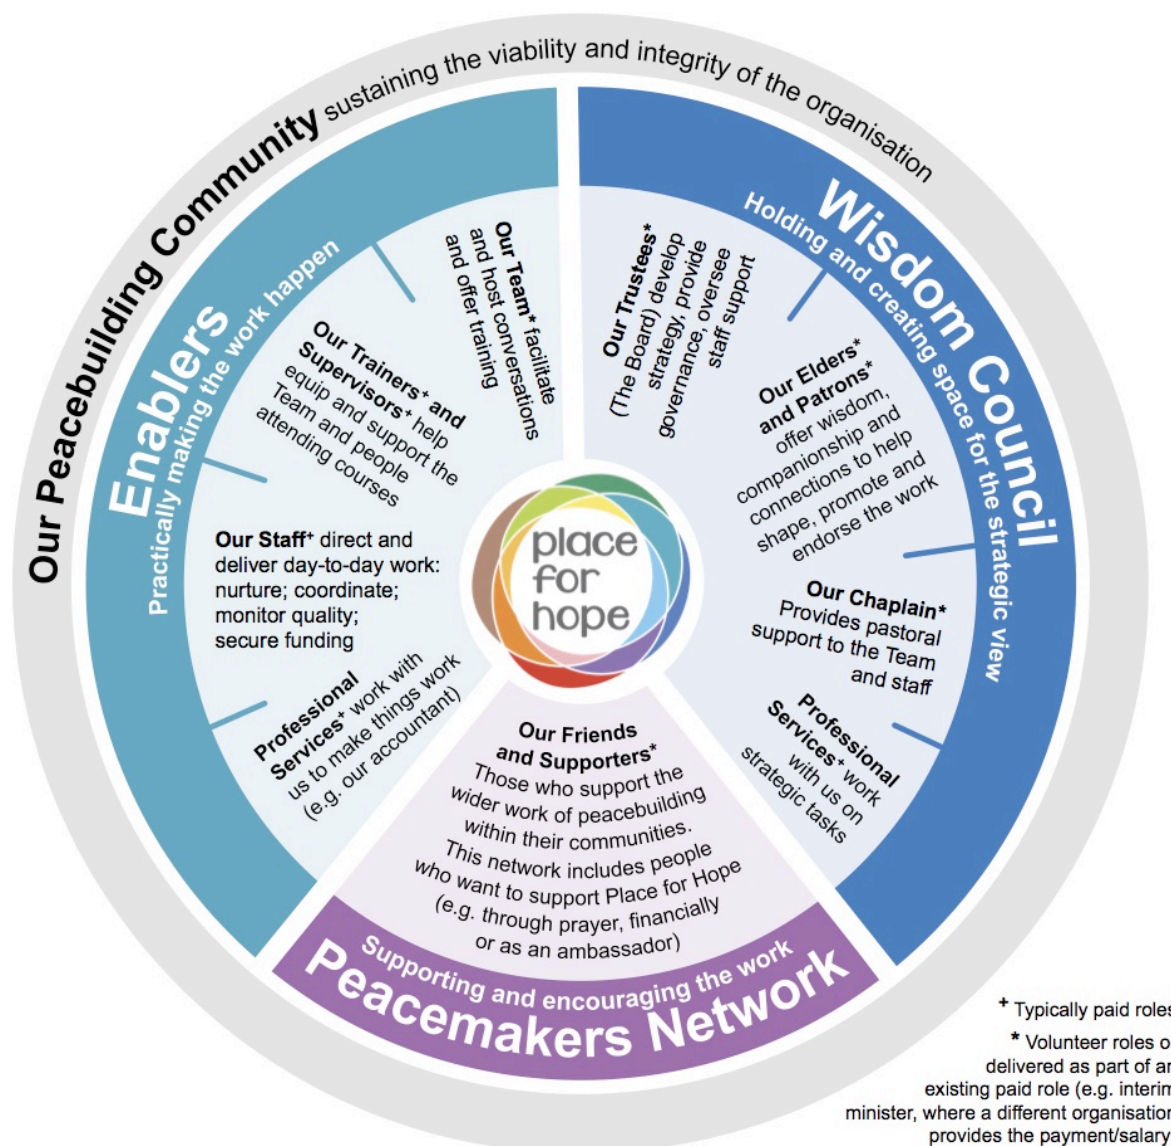 Our Peacebuilding Community sustaining the viability and integrity of the organisation
Enablers
Practically making the work happen
Our Team* facilitate
and host conversations
and offer training
Our Trainers⁺ and
Supervisors⁺ help
equip and support the
Team and people
attending courses
Our Staff⁺ direct and
deliver day-to-day work:
nurture; coordinate;
monitor quality;
secure funding
Professional
Services⁺ work with
us to make things work
(e.g. our accountant)
Wisdom Council
Holding and creating space for the strategic view
Our Trustees*
(The Board) develop
strategy, provide
governance, oversee
staff support
Our Elders*
and Patrons*
offer wisdom,
companionship and
connections to help
shape, promote and
endorse the work
Our Chaplain*
Provides pastoral
support to the Team
and staff
Professional
Services⁺ work
with us on
strategic tasks
place
for
hope
Our Friends
and Supporters*
Those who support the
wider work of peacebuilding
within their communities.
This network includes people
who want to support Place for Hope
(e.g. through prayer, financially
or as an ambassador)
Supporting and encouraging the work
Peacemakers Network
⁺ Typically paid roles
* Volunteer roles o
delivered as part of an
existing paid role (e.g. interim
minister, where a different organisation
provides the payment/salary